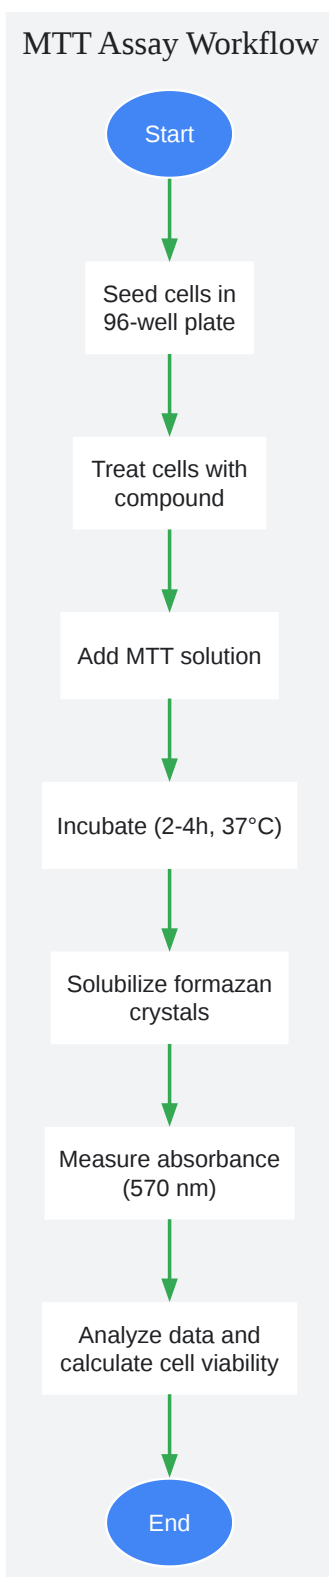 MTT Assay Workflow
Start
Seed cells in
96-well plate
Treat cells with
compound
Add MTT solution
Incubate (2-4h, 37°C)
Solubilize formazan
crystals
Measure absorbance
(570 nm)
Analyze data and
calculate cell viability
End